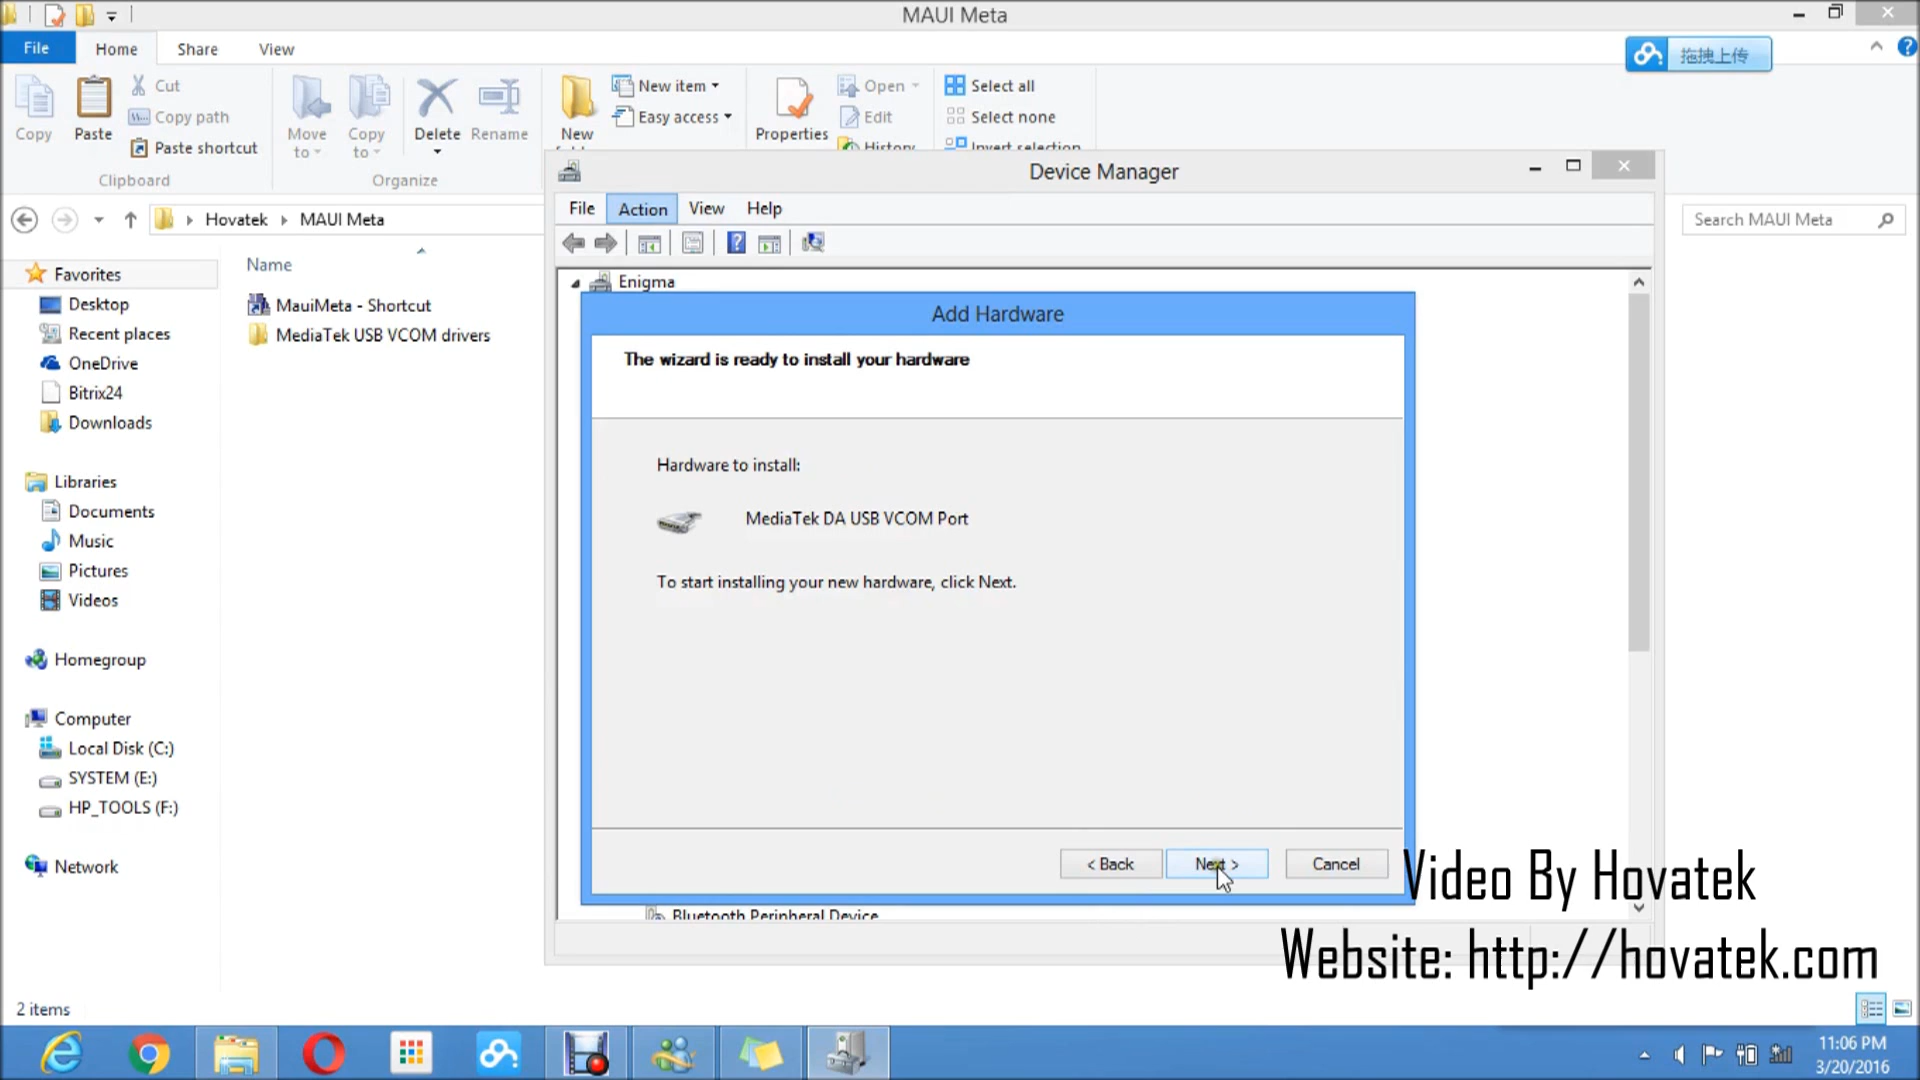 MAUI Meta
File
Home
Share
View
拖拽上传
Copy
Paste
Cut
Copy path
Paste shortcut
Clipboard
Move to
Copy to
Delete
Rename
Organize
New
New item
Easy access
Properties
Open
Edit
History
Select all
Select none
Invert selection
Hovatek
MAUI Meta
Search MAUI Meta
Favorites
Desktop
Recent places
OneDrive
Bitrix24
Downloads
Libraries
Documents
Music
Pictures
Videos
Homegroup
Computer
Local Disk (C:)
SYSTEM (E:)
HP_TOOLS (F:)
Network
Name
MauiMeta - Shortcut
MediaTek USB VCOM drivers
Device Manager
File
Action
View
Help
Enigma
Add Hardware
The wizard is ready to install your hardware
Hardware to install:
MediaTek DA USB VCOM Port
To start installing your new hardware, click Next.
< Back
Next >
Cancel
Bluetooth Peripheral Device
Video By Hovatek
Website: http://hovatek.com
2 items
11:06 PM
3/20/2016